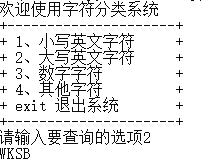 欢迎使用字符分类系统
+--------------------+
+ 1、小写英文字符 +
+ 2、大写英文字符 +
+ 3、数字字符 +
+ 4、其他字符 +
+ exit 退出系统 +
+--------------------+
请输入要查询的选项2
WKSB